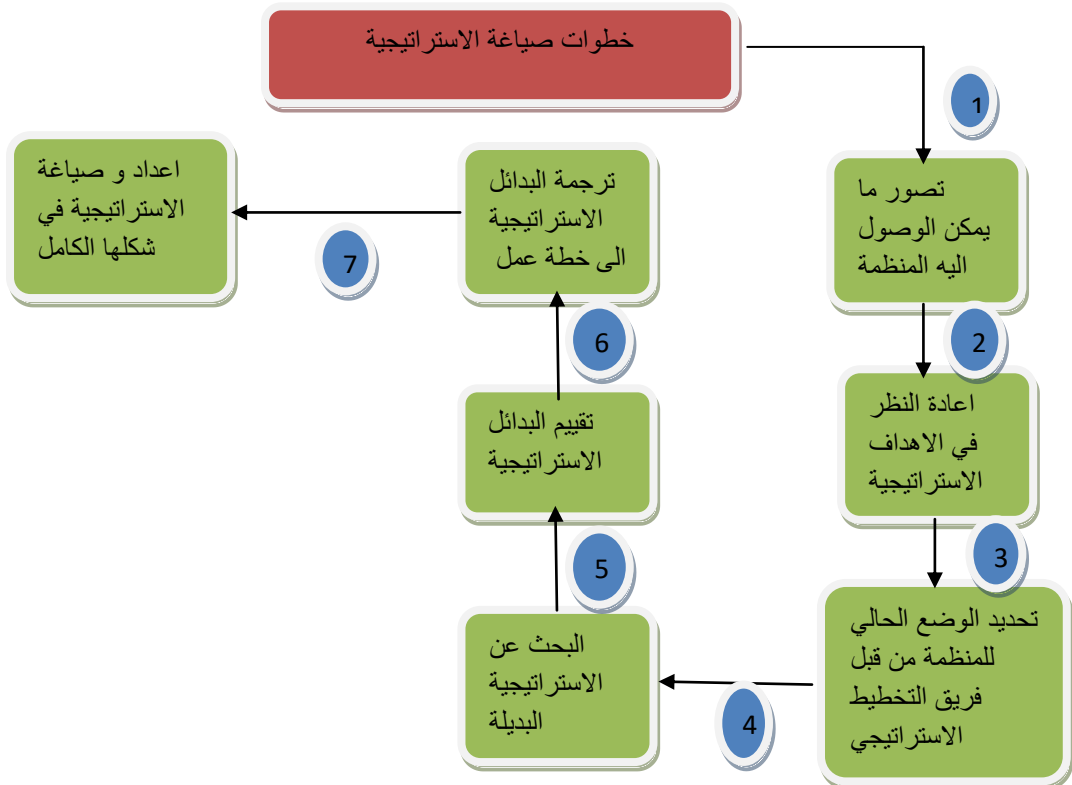 خطوات صياغة الاستراتيجية
1
تصور ما
يمكن الوصول
اليه المنظمة
2
اعادة النظر
في الاهداف
الاستراتيجية
3
تحديد الوضع الحالي
للمنظمة من قبل
فريق التخطيط
الاستراتيجي
4
البحث عن
الاستراتيجية
البديلة
5
تقييم البدائل
الاستراتيجية
6
ترجمة البدائل
الاستراتيجية
الى خطة عمل
7
اعداد و صياغة
الاستراتيجية في
شكلها الكامل